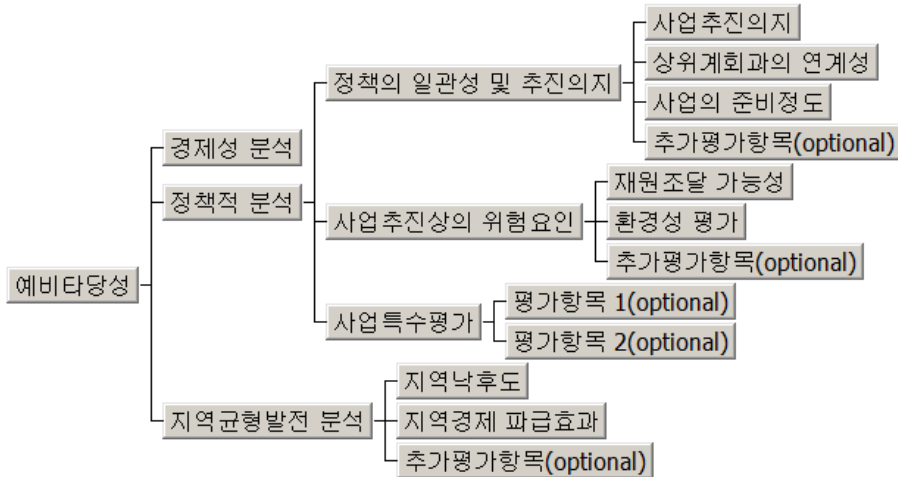 사업추진의지
정책의 일관성 및 추진의지
상위계획과의 연계성
사업의 준비정도
경제성 분석
추가평가항목(optional)
재원조달 가능성
정책적 분석
사업추진상의 위험요인
환경성 평가
추가평가항목(optional)
예비타당성
평가항목 1(optional)
사업특수평가
평가항목 2(optional)
지역낙후도
지역균형발전 분석
지역경제 파급효과
추가평가항목(optional)